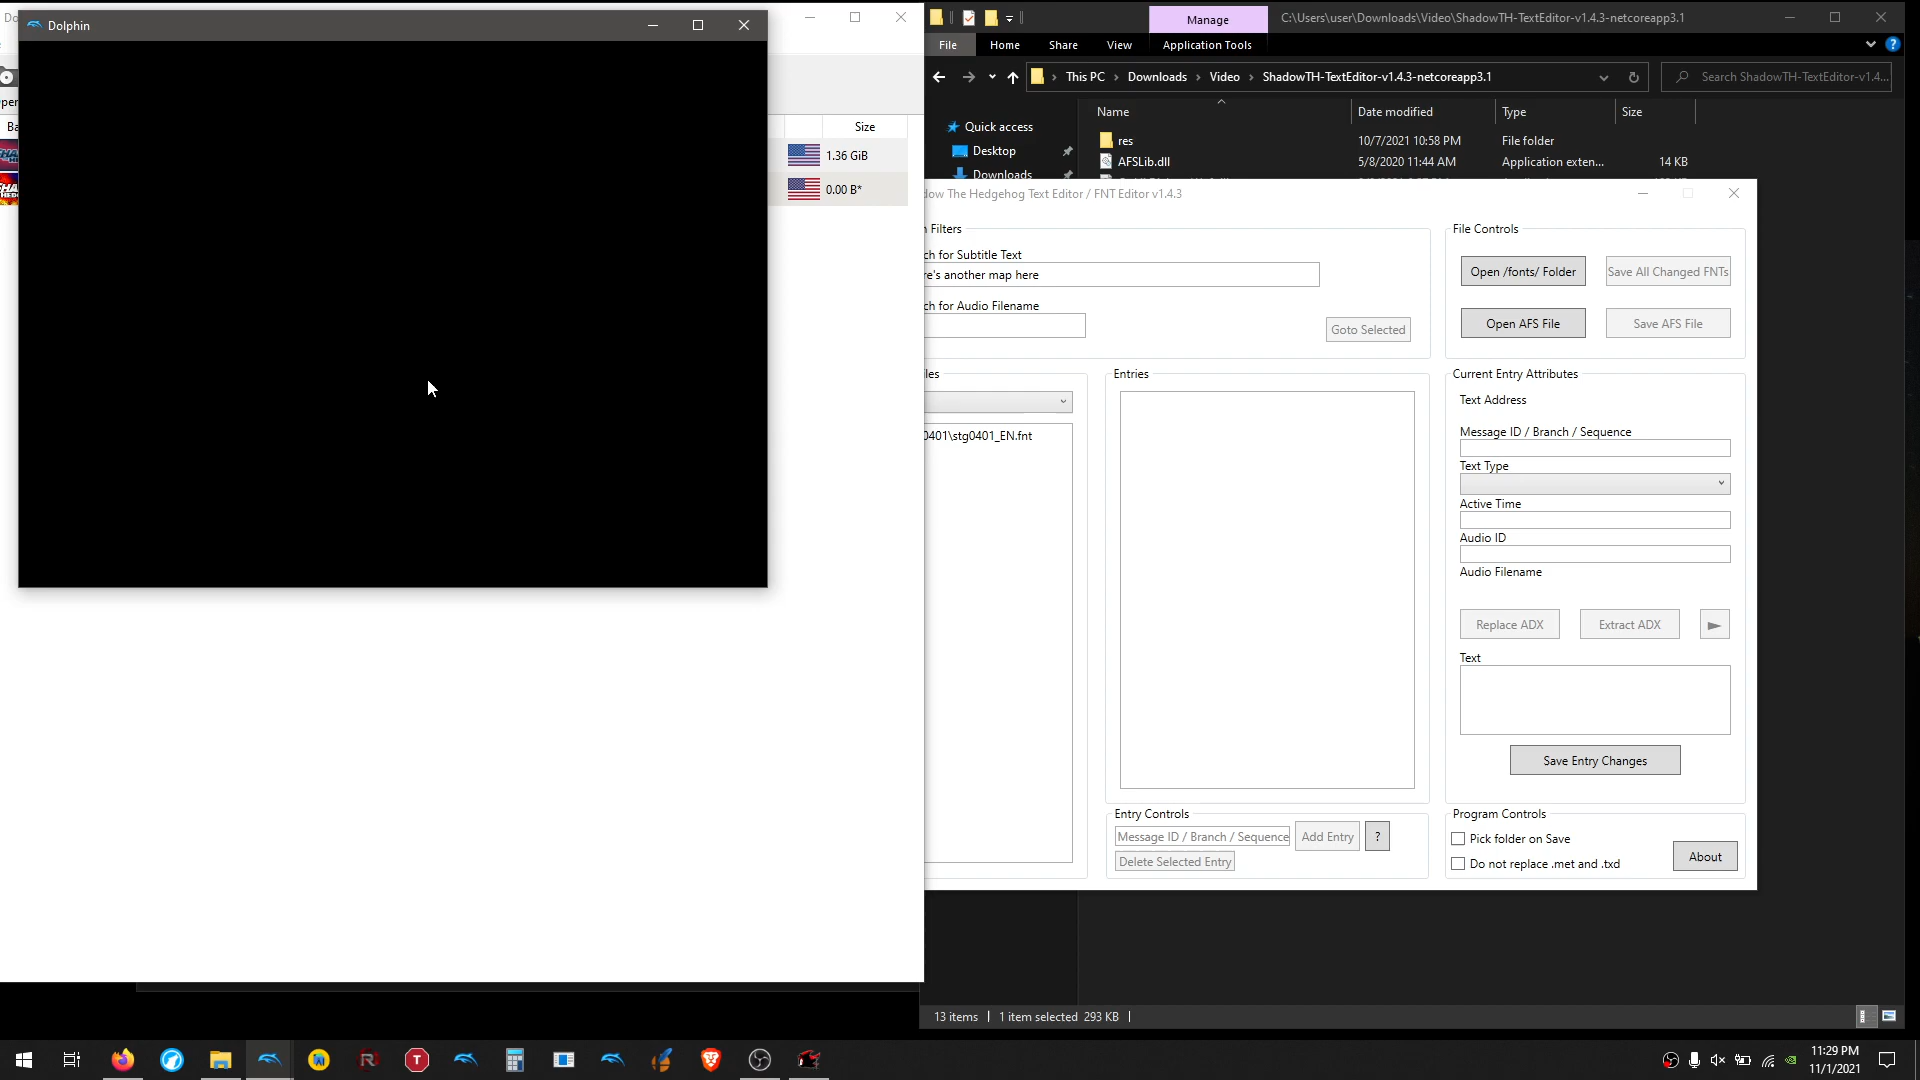 Dolphin
Size
1.36 GiB
0.00 B*
Manage
C:\Users\user\Downloads\Video\ShadowTH-TextEditor-v1.4.3-netcoreapp3.1
File
Home
Share
View
Application Tools
This PC
Downloads
Video
ShadowTH-TextEditor-v1.4.3-netcoreapp3.1
Search ShadowTH-TextEditor-v1.4...
Name
Date modified
Type
Size
Quick access
Desktop
Downloads
res
10/7/2021 10:58 PM
File folder
AFSLib.dll
5/8/2020 11:44 AM
Application exten...
14 KB
dow The Hedgehog Text Editor / FNT Editor v1.4.3
Filters
ch for Subtitle Text
re's another map here
ch for Audio Filename
Goto Selected
File Controls
Open /fonts/ Folder
Save All Changed FNTs
Open AFS File
Save AFS File
iles
0401\stg0401_EN.fnt
Entries
Current Entry Attributes
Text Address
Message ID / Branch / Sequence
Text Type
Active Time
Audio ID
Audio Filename
Replace ADX
Extract ADX
Text
Save Entry Changes
Entry Controls
Message ID / Branch / Sequence
Add Entry
?
Delete Selected Entry
Program Controls
Pick folder on Save
Do not replace .met and .txd
About
13 items
1 item selected 293 KB
11:29 PM
11/1/2021